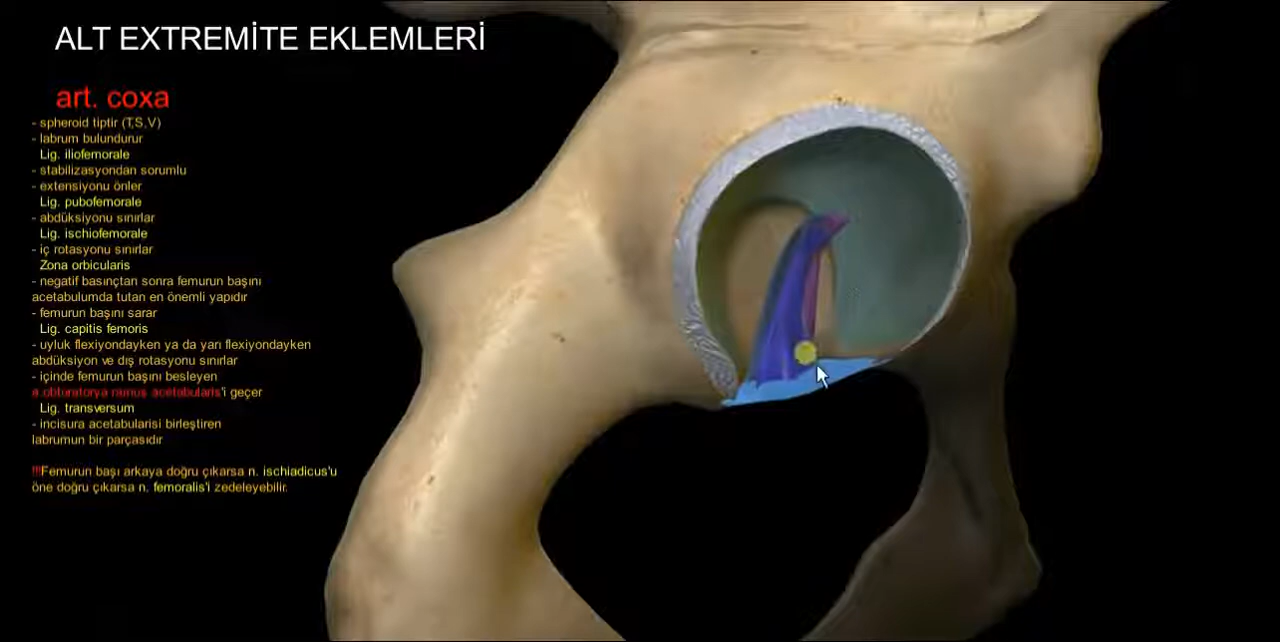 ALT EXTREMİTE EKLEMLERİ
art. coxa
- spheroid tiptir (T,S,V)
- labrum bulundurur
Lig. iliofemorale
- stabilizasyondan sorumlu
- extensiyonu önler
Lig. pubofemorale
- abdüksiyonu sınırlar
Lig. ischiofemorale
- iç rotasyonu sınırlar
Zona orbicularis
- negatif basınçtan sonra femurun başını
acetabulumda tutan en önemli yapıdır
- femurun başını sarar
Lig. capitis femoris
- uyluk flexiyondayken ya da yarı flexiyondayken
abdüksiyon ve dış rotasyonu sınırlar
- içinde femurun başını besleyen
acetabularis'i geçer
Lig. transversum
- incisura acetabularisi birleştiren
labrumun bir parçasıdır
!!!Femurun başı arkaya doğru çıkarsa n. ischiadicus'u
öne doğru çıkarsa n. femoralis'i zedeleyebilir.